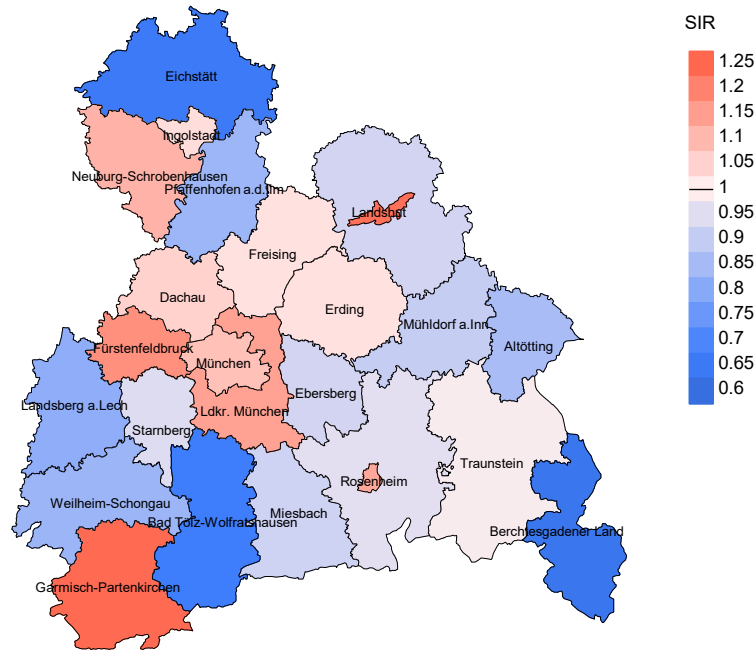 SIR
1.25
1.2
1.15
1.1
1.05
1
0.95
0.9
0.85
0.8
0.75
0.7
0.65
0.6
Eichstätt
Ingolstadt
Neuburg-Schrobenhausen
Pfaffenhofen a.d.Ilm
Landshut
Freising
Dachau
Erding
Mühldorf a.Inn
Altötting
Fürstenfeldbruck
München
Ebersberg
Landsberg a.Lech
Ldkr. München
Starnberg
Traunstein
Rosenheim
Weilheim-Schongau
Miesbach
Bad Tölz-Wolfratshausen
Berchtesgadener Land
Garmisch-Partenkirchen